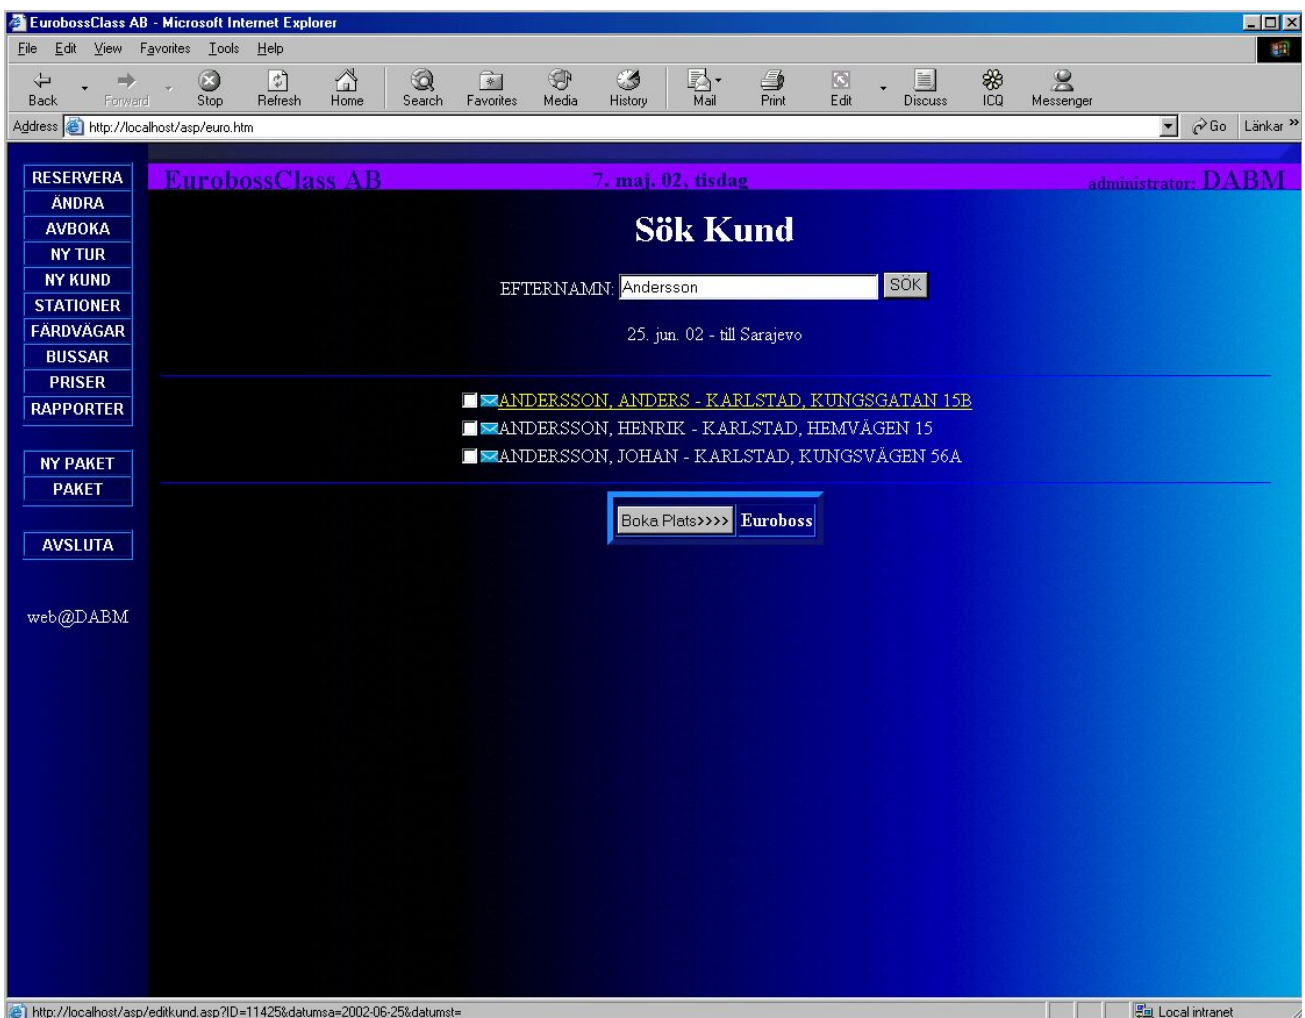 EurobossClass AB - Microsoft Internet Explorer
File Edit View Favorites Tools Help
Back Forward Stop Refresh Home Search Favorites Media History Mail Print Edit Discuss ICQ Messenger
Address http://localhost/asp/euro.htm Go Länkar »
RESERVERA
ÄNDRA
AVBOKA
NY TUR
NY KUND
STATIONER
FÄRDVÄGAR
BUSSAR
PRISER
RAPPORTER
NY PAKET
PAKET
AVSLUTA
web@DABM
EurobossClass AB 7. maj. 02, tisdag administrator: DABM
Sök Kund
EFTERNAMN: Andersson SÖK
25. jun. 02 - till Sarajevo
ANDERSSON, ANDERS - KARLSTAD, KUNGSGATAN 15B
ANDERSSON, HENRIK - KARLSTAD, HEMVÄGEN 15
ANDERSSON, JOHAN - KARLSTAD, KUNGSVÄGEN 56A
Boka Plats>>>> Euroboss
http://localhost/asp/editkund.asp?ID=11425&datumsa=2002-06-25&datumst= Local intranet